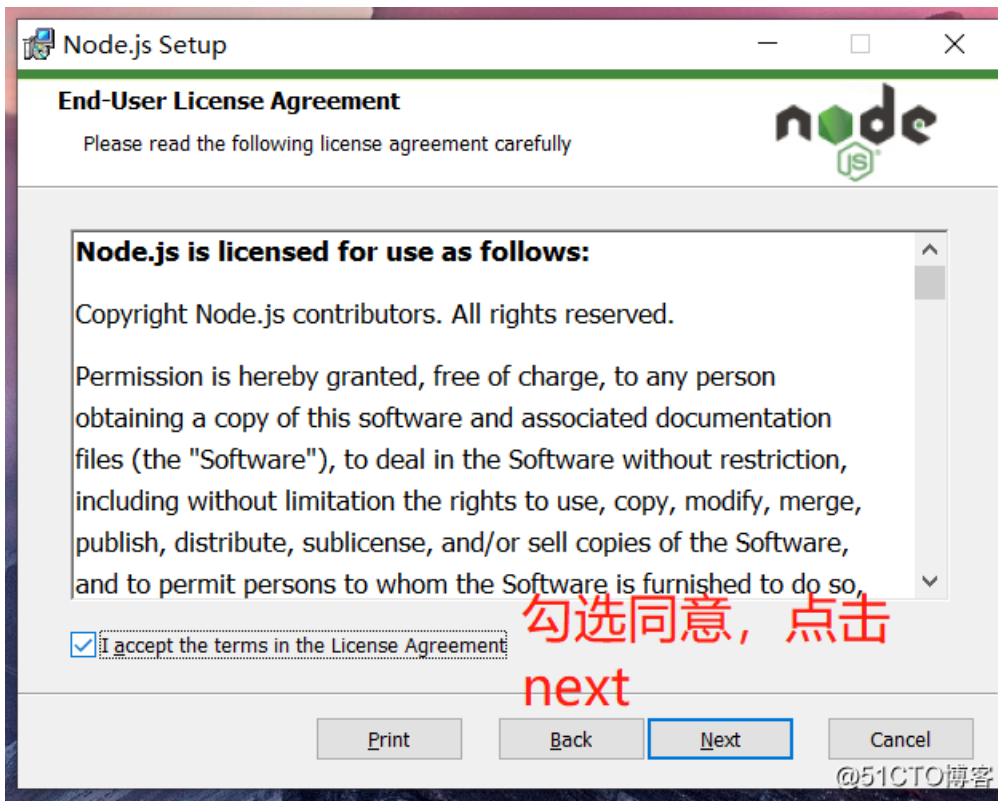 Node.js Setup
End-User License Agreement
Please read the following license agreement carefully
node
JS
Node.js is licensed for use as follows:
Copyright Node.js contributors. All rights reserved.
Permission is hereby granted, free of charge, to any person
obtaining a copy of this software and associated documentation
files (the "Software"), to deal in the Software without restriction,
including without limitation the rights to use, copy, modify, merge,
publish, distribute, sublicense, and/or sell copies of the Software,
and to permit persons to whom the Software is furnished to do so,
勾选同意，点击
next
I accept the terms in the License Agreement
Print
Back
Next
Cancel
@51CTO博客